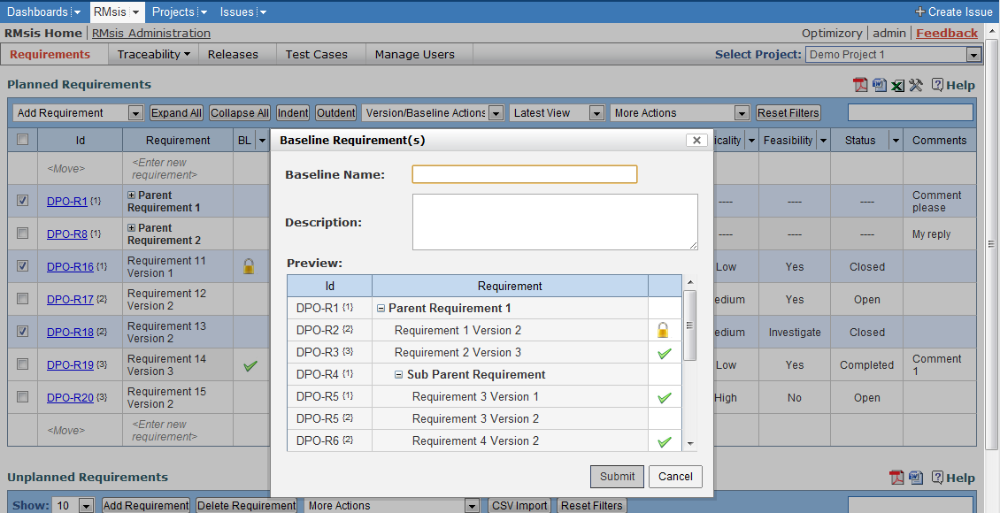 Dashboards RMsis Projects Issues + Create Issue
RMsis Home RMsis Administration Optimizory admin Feedback
Requirements Traceability Releases Test Cases Manage Users Select Project: Demo Project 1
Planned Requirements Help
Add Requirement Expand All Collapse All Indent Outdent Version/Baseline Actions Latest View More Actions Reset Filters
Id Requirement BL icality Feasibility Status Comments
<Move> <Enter new
requirement>
DPO-R1 {1} Parent
Requirement 1 ---- ---- ---- Comment
please
DPO-R8 {1} Parent
Requirement 2 ---- ---- ---- My reply
DPO-R16 {1} Requirement 11
Version 1 Low Yes Closed
DPO-R17 {2} Requirement 12
Version 2 edium Yes Open
DPO-R18 {2} Requirement 13
Version 2 edium Investigate Closed
DPO-R19 {3} Requirement 14
Version 3 Low Yes Completed Comment
1
DPO-R20 {3} Requirement 15
Version 2 High No Open
<Move> <Enter new
requirement>
Baseline Requirement(s)
Baseline Name:
Description:
Preview:
Id Requirement
DPO-R1 {1} Parent Requirement 1
DPO-R2 {2} Requirement 1 Version 2
DPO-R3 {3} Requirement 2 Version 3
DPO-R4 {1} Sub Parent Requirement
DPO-R5 {1} Requirement 3 Version 1
DPO-R5 {2} Requirement 3 Version 2
DPO-R6 {2} Requirement 4 Version 2
Submit Cancel
Unplanned Requirements Help
Show: 10 Add Requirement Delete Requirement More Actions CSV Import Reset Filters